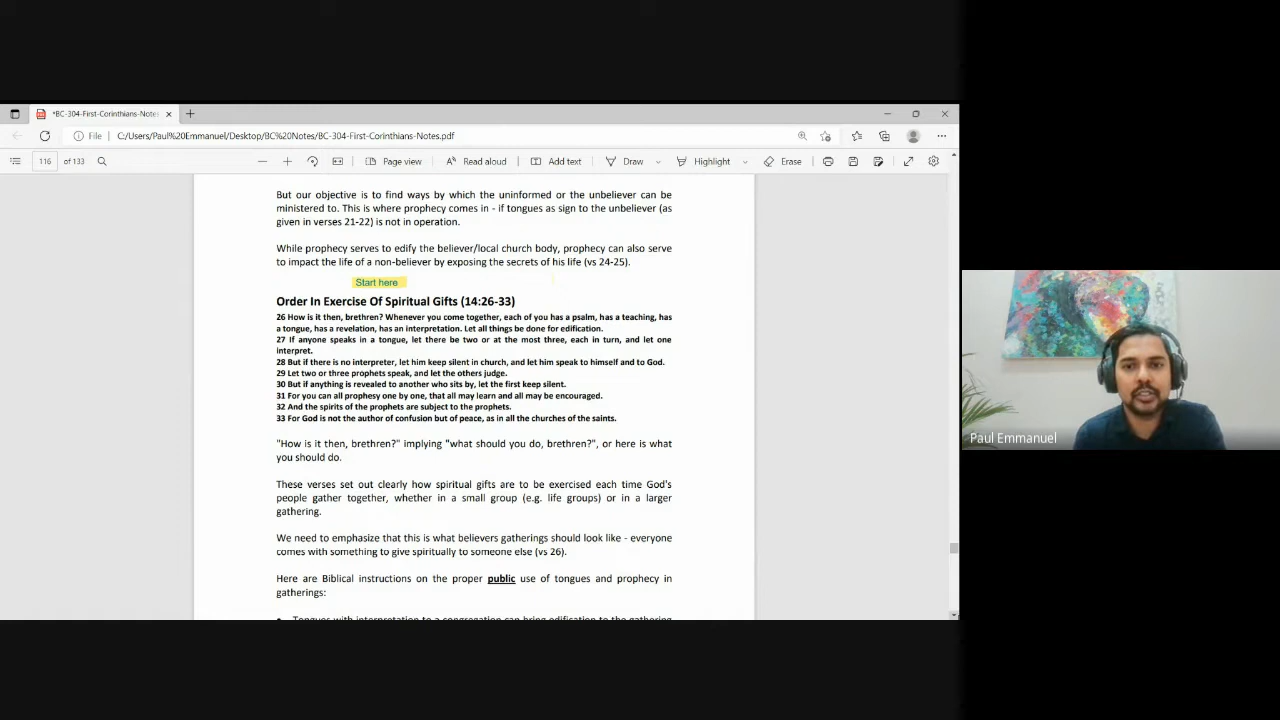 *BC-304-First-Corinthians-Notes
File
C:/Users/Paul%20Emmanuel/Desktop/BC%20Notes/BC-304-First-Corinthians-Notes.pdf
116 of 133
Page view
Read aloud
Add text
Draw
Highlight
Erase
But our objective is to find ways by which the uninformed or the unbeliever can be
ministered to. This is where prophecy comes in - if tongues as sign to the unbeliever (as
given in verses 21-22) is not in operation.
While prophecy serves to edify the believer/local church body, prophecy can also serve
to impact the life of a non-believer by exposing the secrets of his life (vs 24-25).
Start here
Order In Exercise Of Spiritual Gifts (14:26-33)
26 How is it then, brethren? Whenever you come together, each of you has a psalm, has a teaching, has
a tongue, has a revelation, has an interpretation. Let all things be done for edification.
27 If anyone speaks in a tongue, let there be two or at the most three, each in turn, and let one
interpret.
28 But if there is no interpreter, let him keep silent in church, and let him speak to himself and to God.
29 Let two or three prophets speak, and let the others judge.
30 But if anything is revealed to another who sits by, let the first keep silent.
31 For you can all prophesy one by one, that all may learn and all may be encouraged.
32 And the spirits of the prophets are subject to the prophets.
33 For God is not the author of confusion but of peace, as in all the churches of the saints.
"How is it then, brethren?" implying "what should you do, brethren?", or here is what
you should do.
These verses set out clearly how spiritual gifts are to be exercised each time God's
people gather together, whether in a small group (e.g. life groups) or in a larger
gathering.
We need to emphasize that this is what believers gatherings should look like - everyone
comes with something to give spiritually to someone else (vs 26).
Here are Biblical instructions on the proper public use of tongues and prophecy in
gatherings:
• Tongues with interpretation to a congregation can bring edification to the gathering
Paul Emmanuel